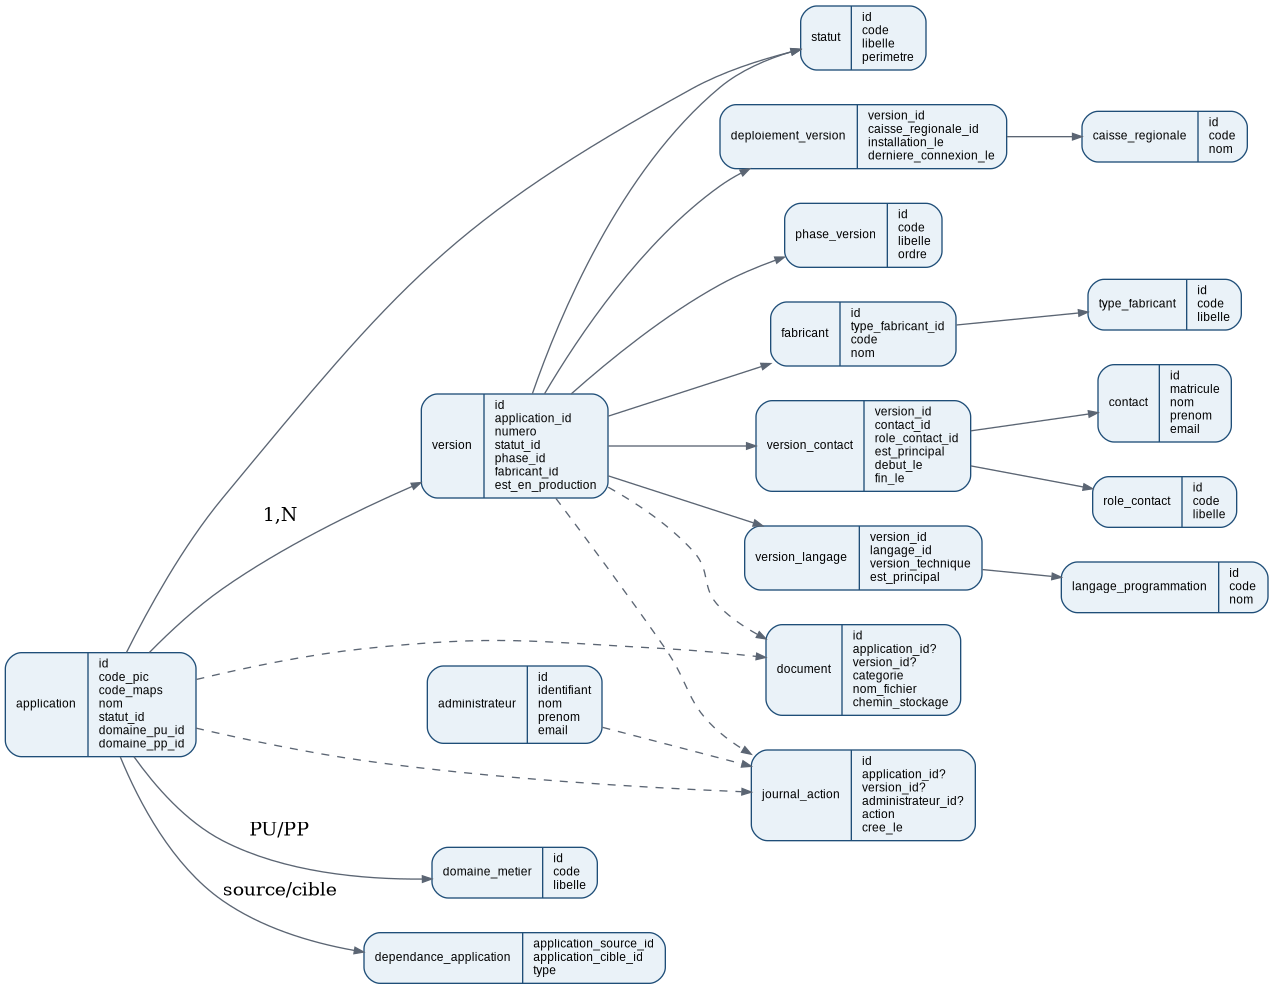 statut
id
code
libelle
perimetre
deploiement_version
version_id
caisse_regionale_id
installation_le
derniere_connexion_le
caisse_regionale
id
code
nom
phase_version
id
code
libelle
ordre
fabricant
id
type_fabricant_id
code
nom
type_fabricant
id
code
libelle
version
id
application_id
numero
statut_id
phase_id
fabricant_id
est_en_production
version_contact
version_id
contact_id
role_contact_id
est_principal
debut_le
fin_le
contact
id
matricule
nom
prenom
email
role_contact
id
code
libelle
1,N
version_langage
version_id
langage_id
version_technique
est_principal
langage_programmation
id
code
nom
application
id
code_pic
code_maps
nom
statut_id
domaine_pu_id
domaine_pp_id
administrateur
id
identifiant
nom
prenom
email
document
id
application_id?
version_id?
categorie
nom_fichier
chemin_stockage
journal_action
id
application_id?
version_id?
administrateur_id?
action
cree_le
PU/PP
domaine_metier
id
code
libelle
source/cible
dependance_application
application_source_id
application_cible_id
type